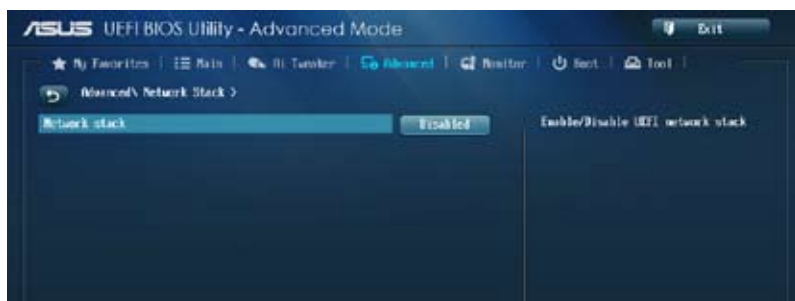 ASUS UEFI BIOS Utility - Advanced Mode
Exit
My Favorites | Main | Ai Tweaker | Advanced | Monitor | Boot | Tool
Advanced\ Network Stack >
Network stack
Disabled
Enable/Disable UEFI network stack